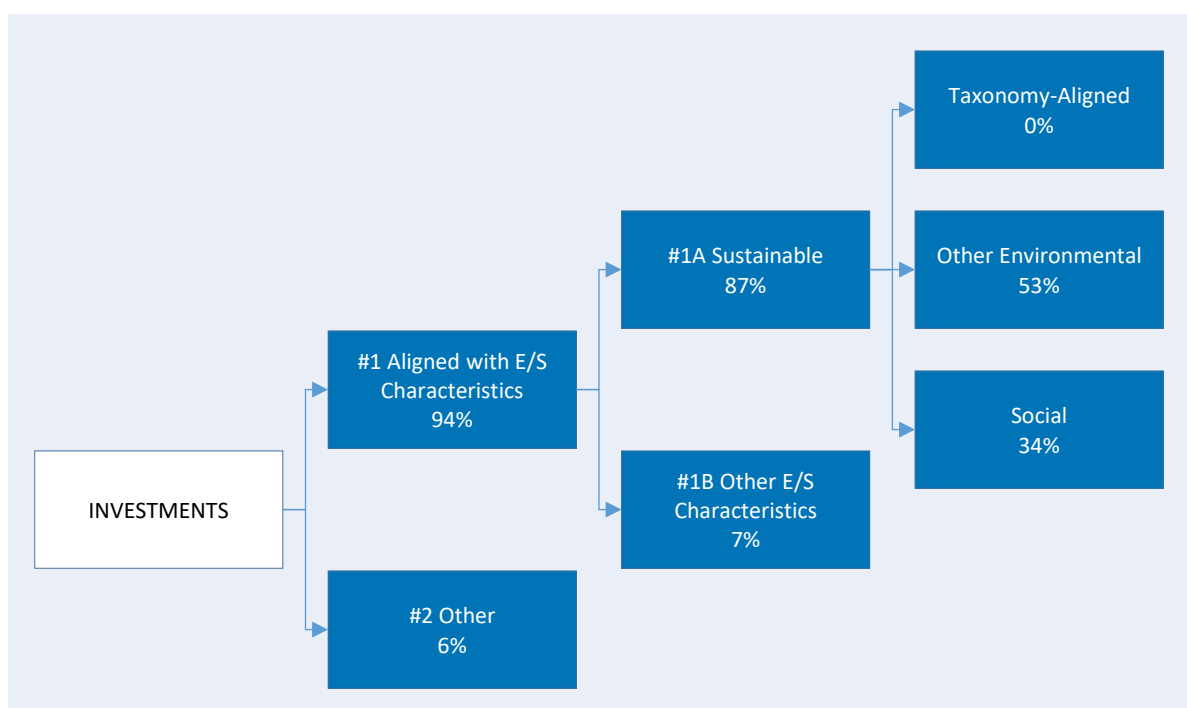 INVESTMENTS
#1 Aligned with E/S
Characteristics
94%
#2 Other
6%
#1A Sustainable
87%
#1B Other E/S
Characteristics
7%
Taxonomy-Aligned
0%
Other Environmental
53%
Social
34%